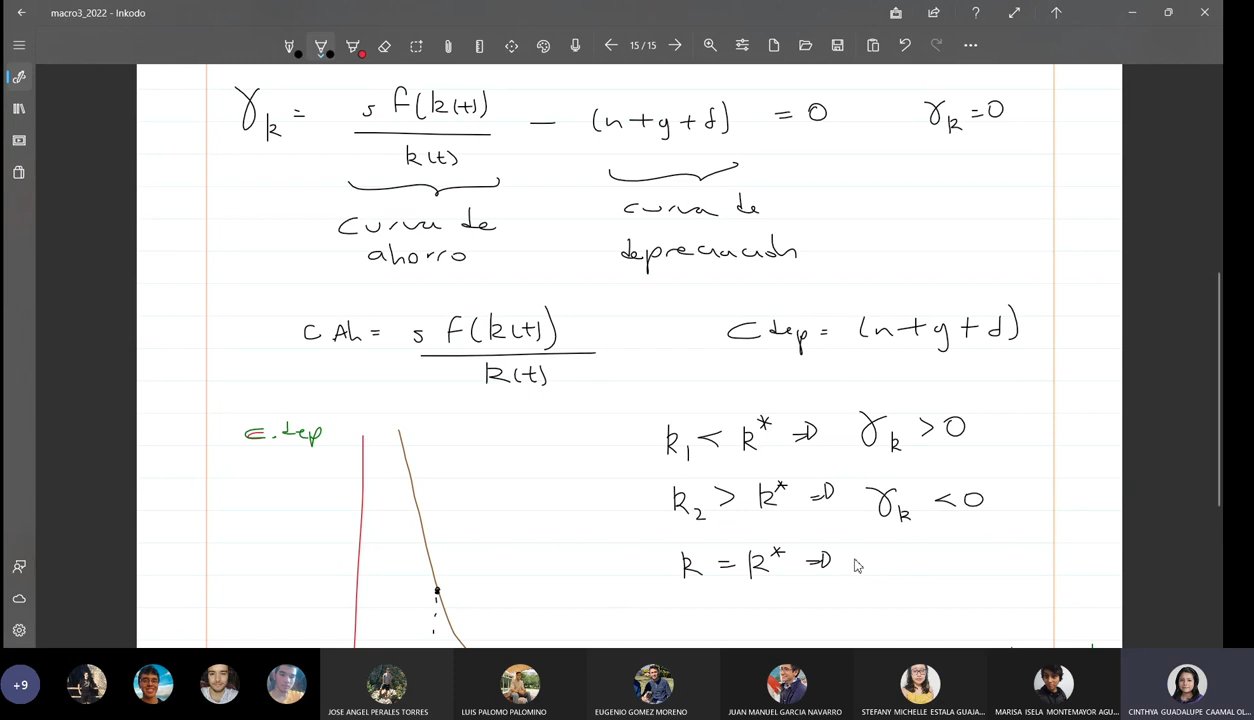 macro3_2022 - Inkodo
15/15
γk = s f(k(t)) / k(t) − (n+g+d) = 0
γk = 0
curva de ahorro
curva de depreciación
C Ah = s f(k(t)) / k(t)
C dep = (n+g+d)
C. dep
k1 < k* ⇒ γk > 0
k2 > k* ⇒ γk < 0
k = k* ⇒
+9
JOSE ANGEL PERALES TORRES
LUIS PALOMO PALOMINO
EUGENIO GOMEZ MORENO
JUAN MANUEL GARCIA NAVARRO
STEFANY MICHELLE ESTALA GUAJA...
MARISA ISELA MONTEMAYOR AGU...
CINTHYA GUADALUPE CAAMAL OL...